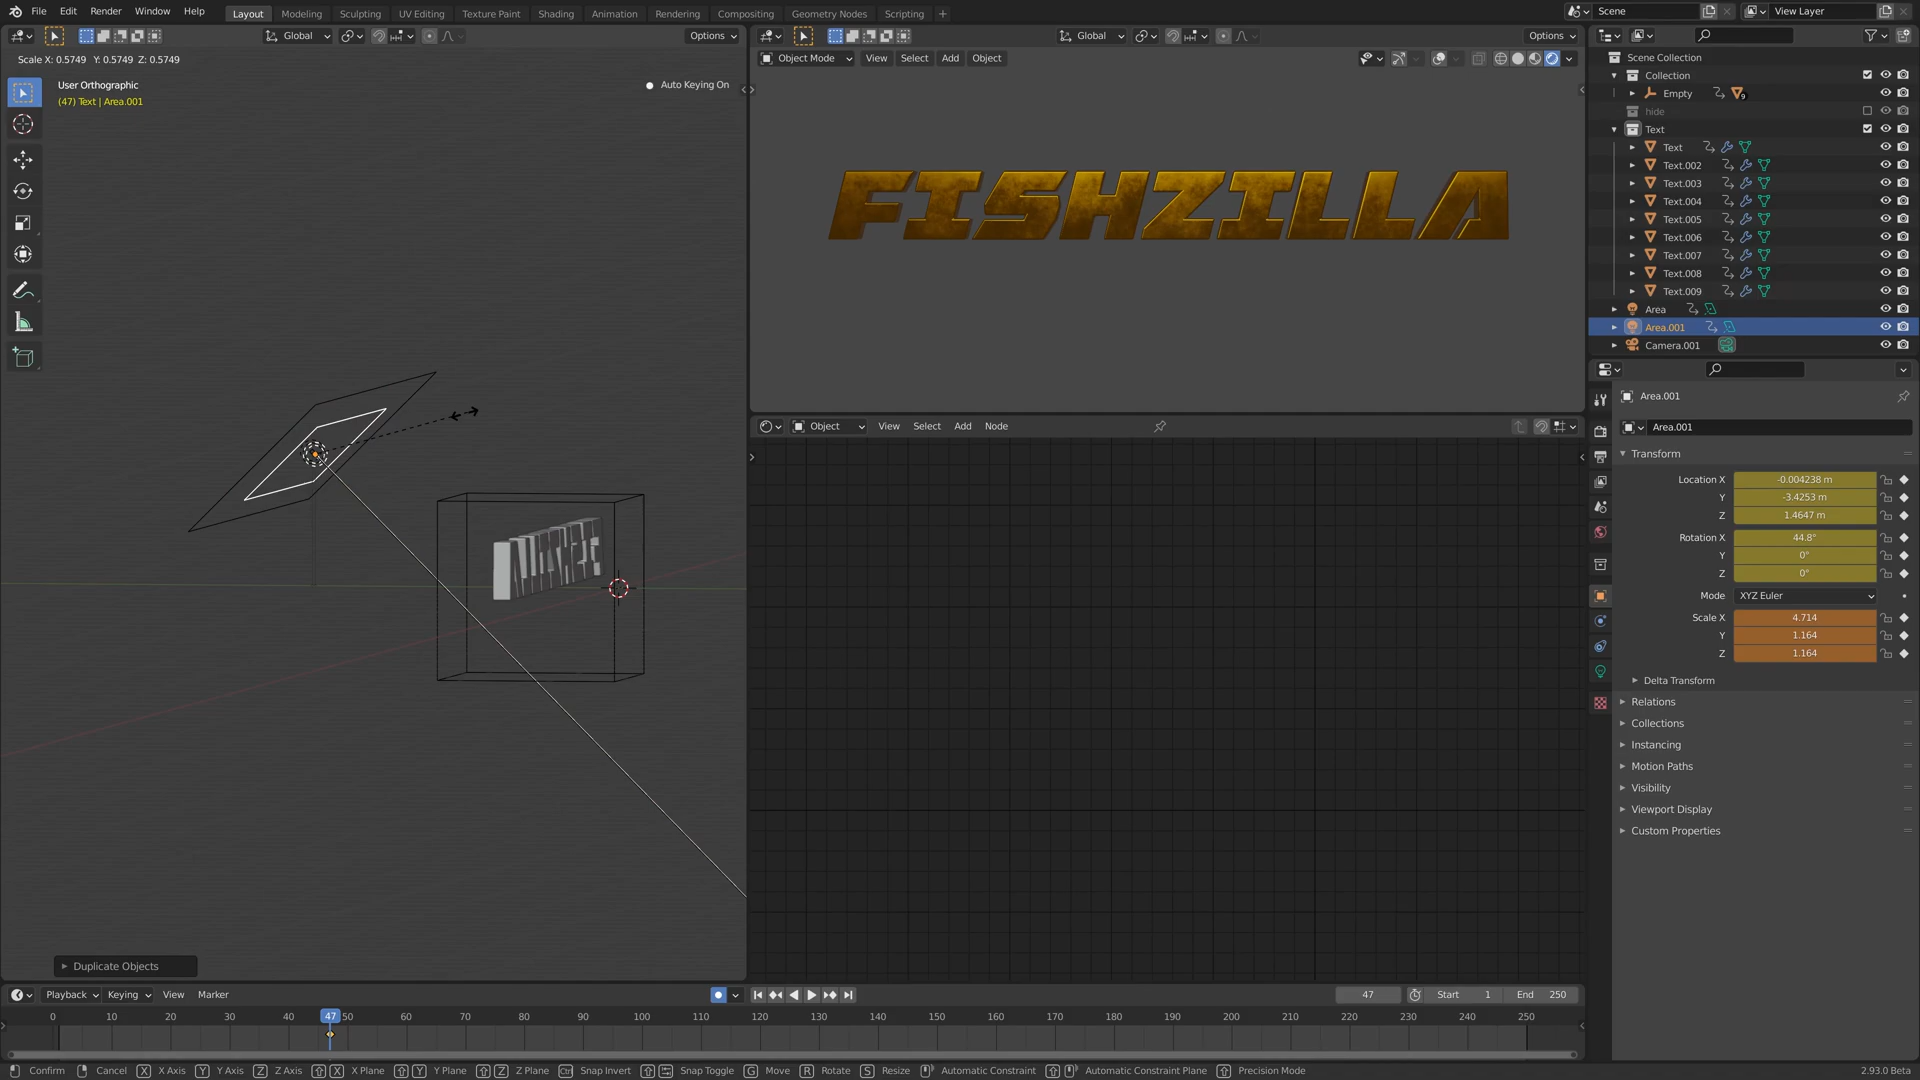 File Edit Render Window Help
Layout Modeling Sculpting UV Editing Texture Paint Shading Animation Rendering Compositing Geometry Nodes Scripting
Scene
View Layer
Global
Options
Scale X: 0.5749 Y: 0.5749 Z: 0.5749
User Orthographic
(47) Text | Area.001
Auto Keying On
Duplicate Objects
Global
Options
Object Mode View Select Add Object
FISHZILLA
Object View Select Add Node
Scene Collection
Collection
Empty
9
hide
Text
Text
Text.002
Text.003
Text.004
Text.005
Text.006
Text.007
Text.008
Text.009
Area
Area.001
Camera.001
Area.001
Area.001
Transform
Location X -0.004238 m
Y -3.4253 m
Z 1.4647 m
Rotation X 44.8°
Y 0°
Z 0°
Mode XYZ Euler
Scale X 4.714
Y 1.164
Z 1.164
Delta Transform
Relations
Collections
Instancing
Motion Paths
Visibility
Viewport Display
Custom Properties
Playback Keying View Marker
47
Start 1
End 250
0 10 20 30 40 47 50 60 70 80 90 100 110 120 130 140 150 160 170 180 190 200 210 220 230 240 250
Confirm Cancel X X Axis Y Y Axis Z Z Axis X X Plane Y Y Plane Z Z Plane Ctrl Snap Invert Snap Toggle G Move R Rotate S Resize Automatic Constraint Automatic Constraint Plane Precision Mode
2.93.0 Beta